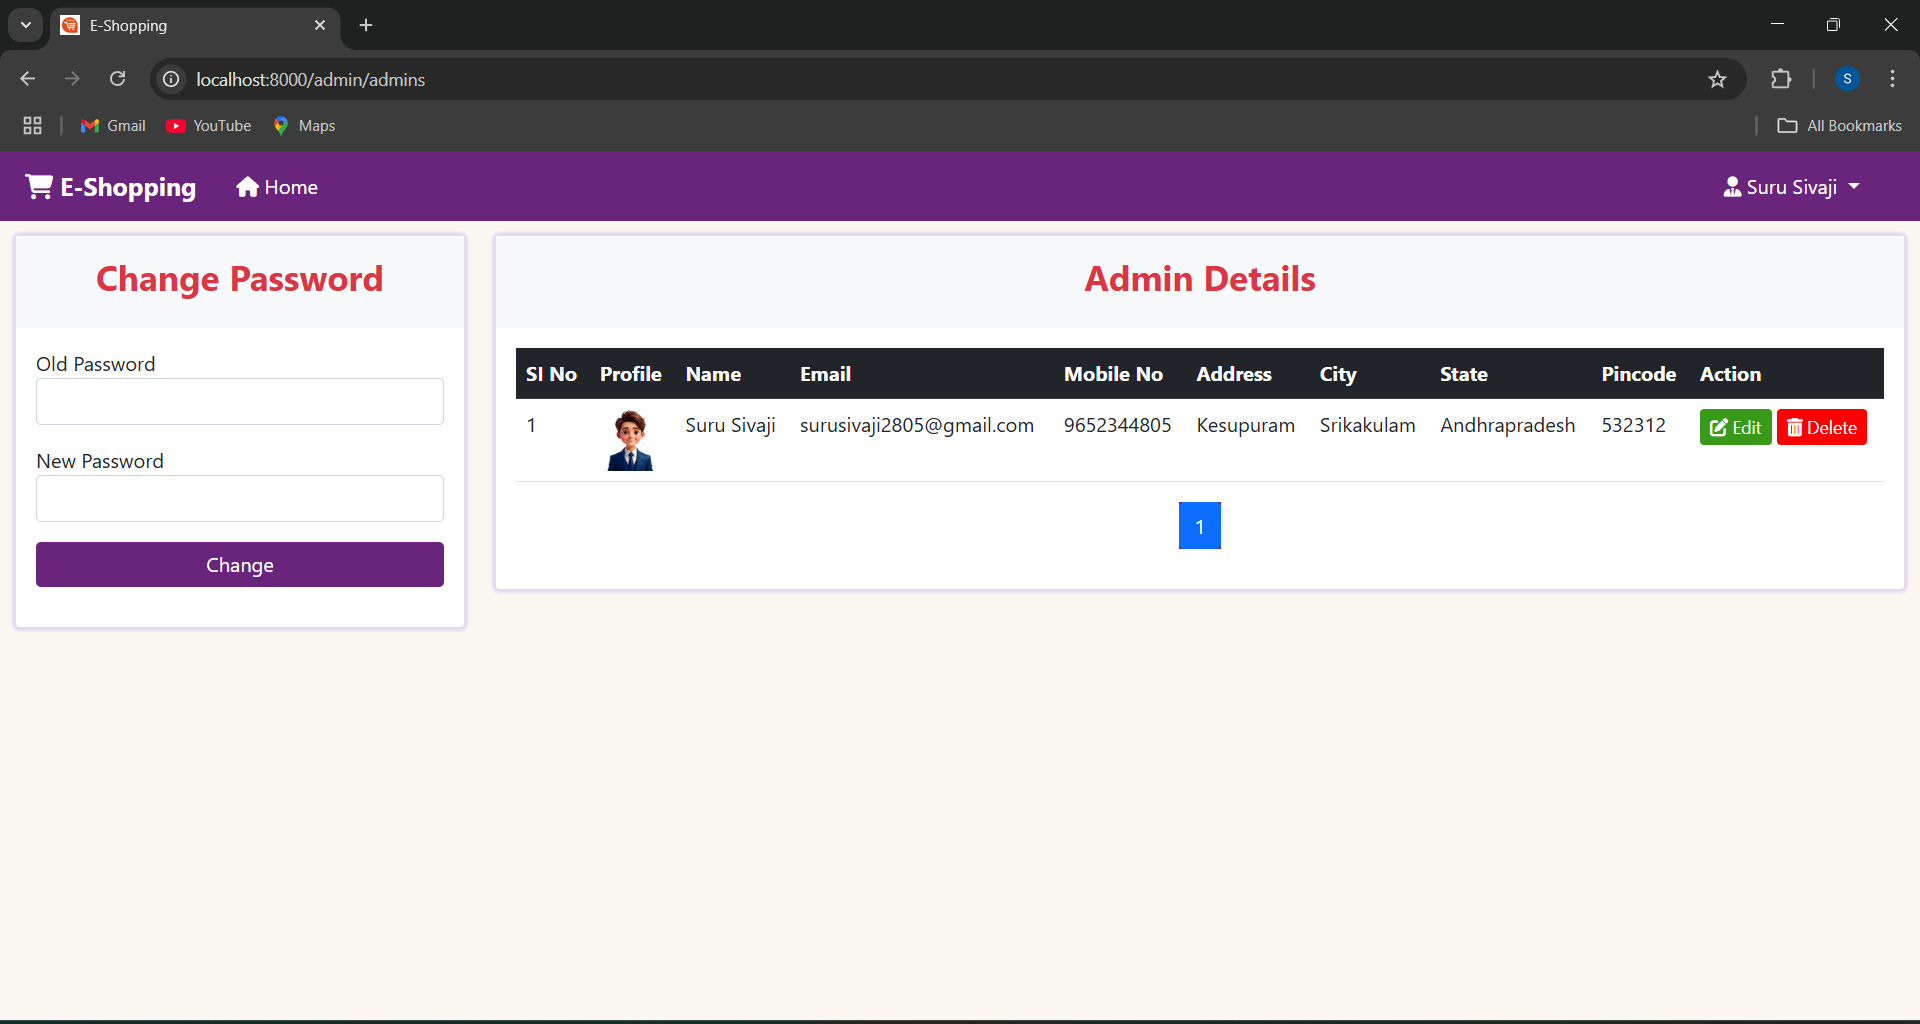 E-Shopping
localhost:8000/admin/admins
S
Gmail YouTube Maps All Bookmarks
E-Shopping Home Suru Sivaji
Change Password
Old Password
New Password
Change
Admin Details
SI No Profile Name Email Mobile No Address City State Pincode Action
1 Suru Sivaji surusivaji2805@gmail.com 9652344805 Kesupuram Srikakulam Andhrapradesh 532312 Edit Delete
1